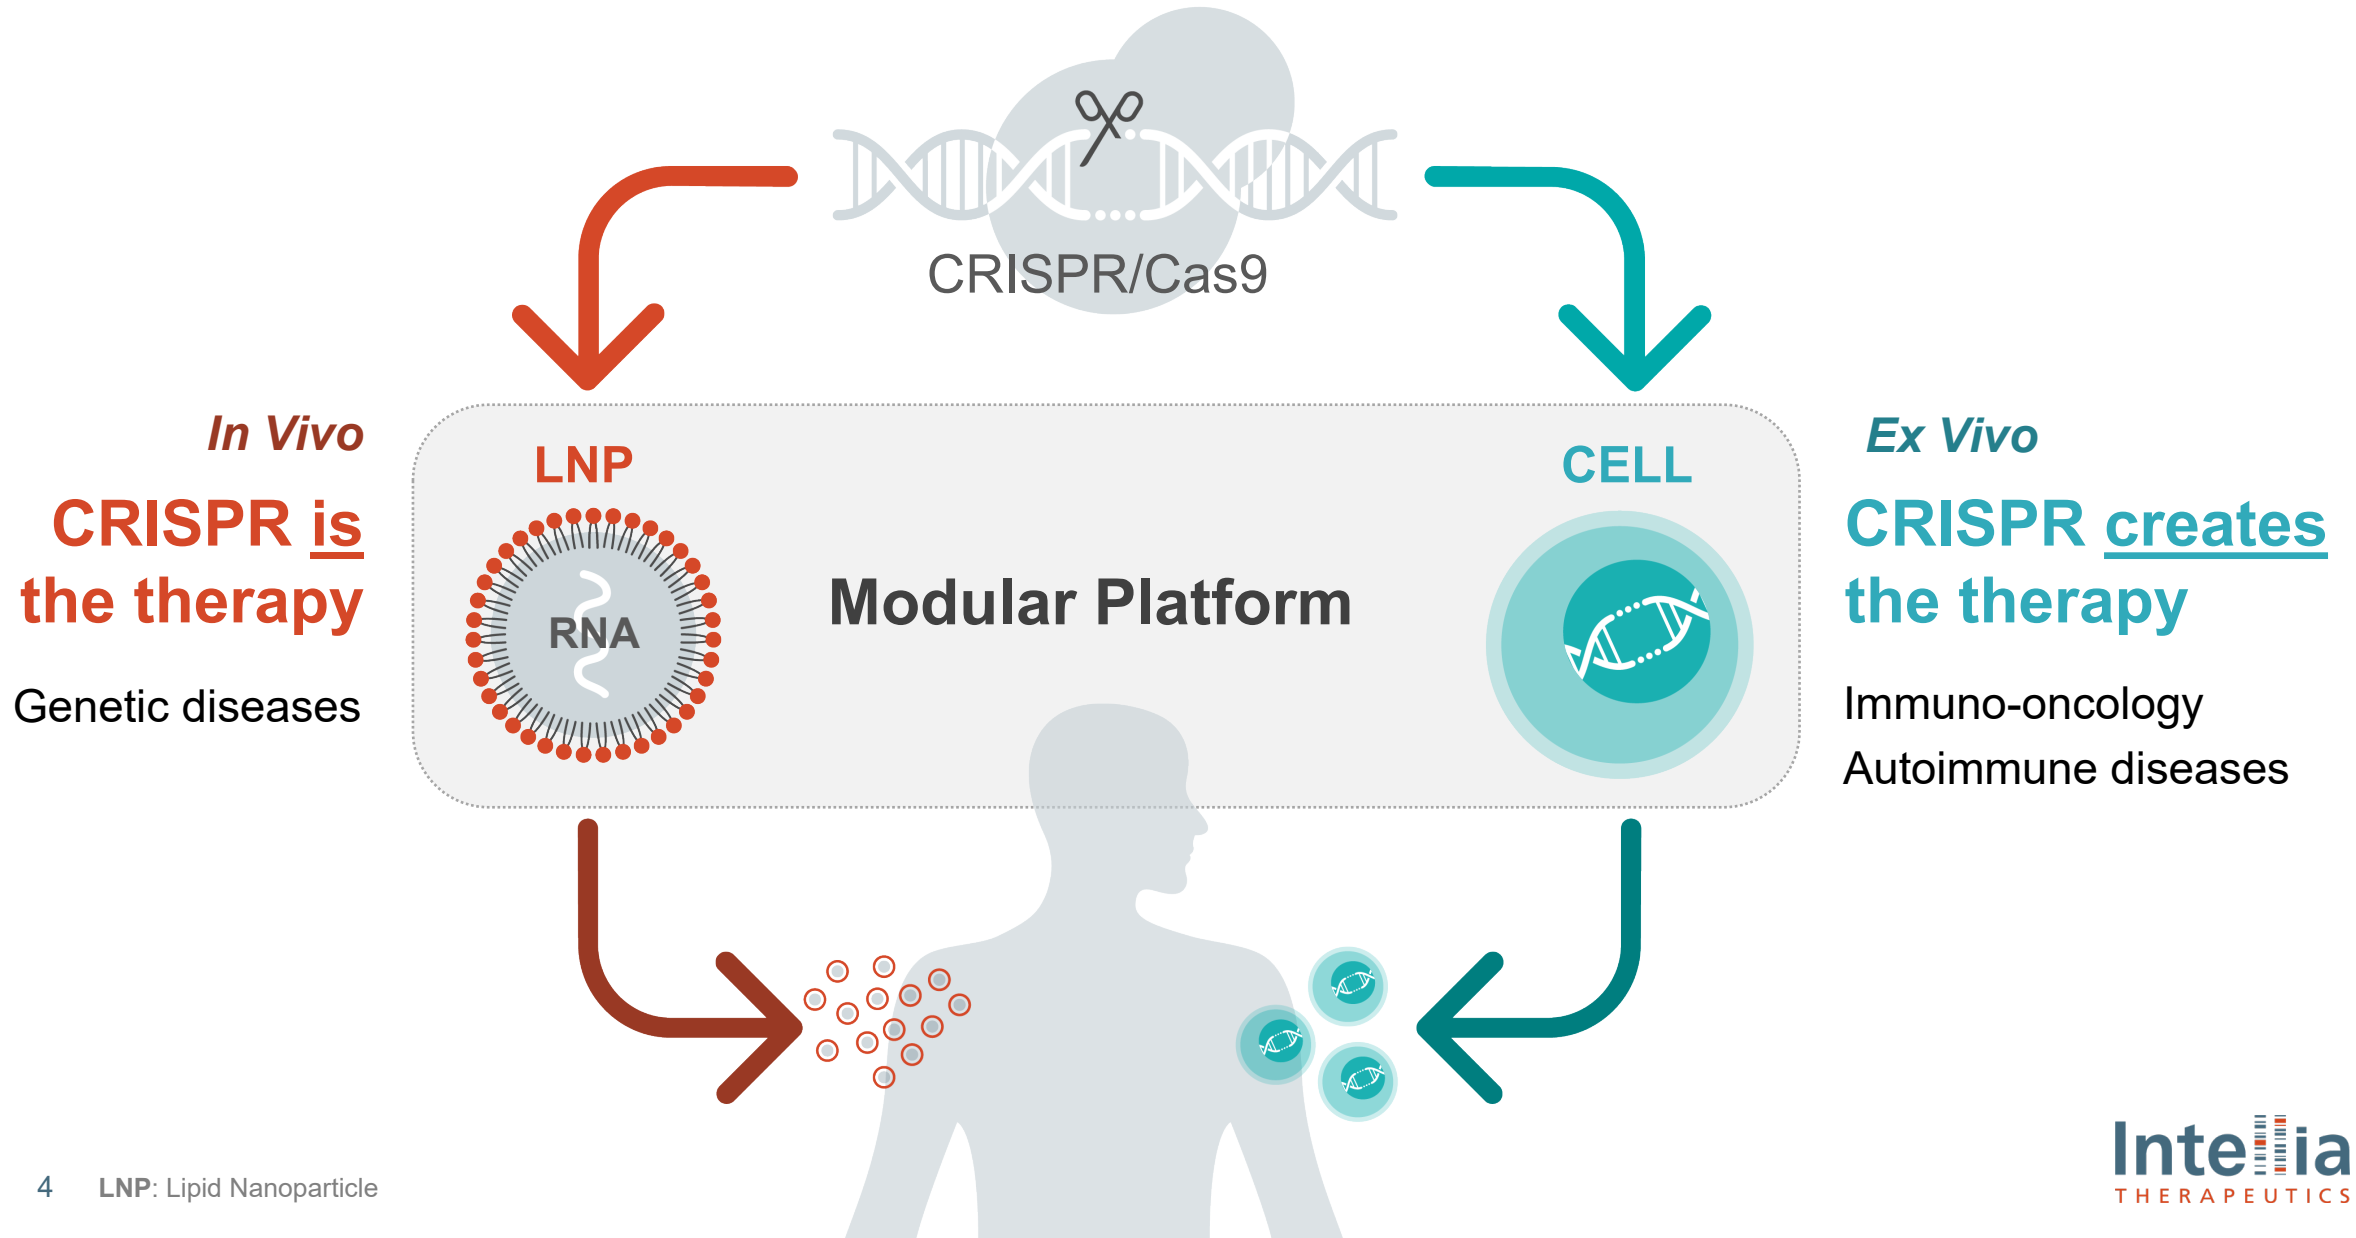 CRISPR/Cas9
In Vivo
CRISPR is
the therapy
Genetic diseases
LNP
RNA
Modular Platform
CELL
Ex Vivo
CRISPR creates
the therapy
Immuno-oncology
Autoimmune diseases
4 LNP: Lipid Nanoparticle
Intellia
THERAPEUTICS